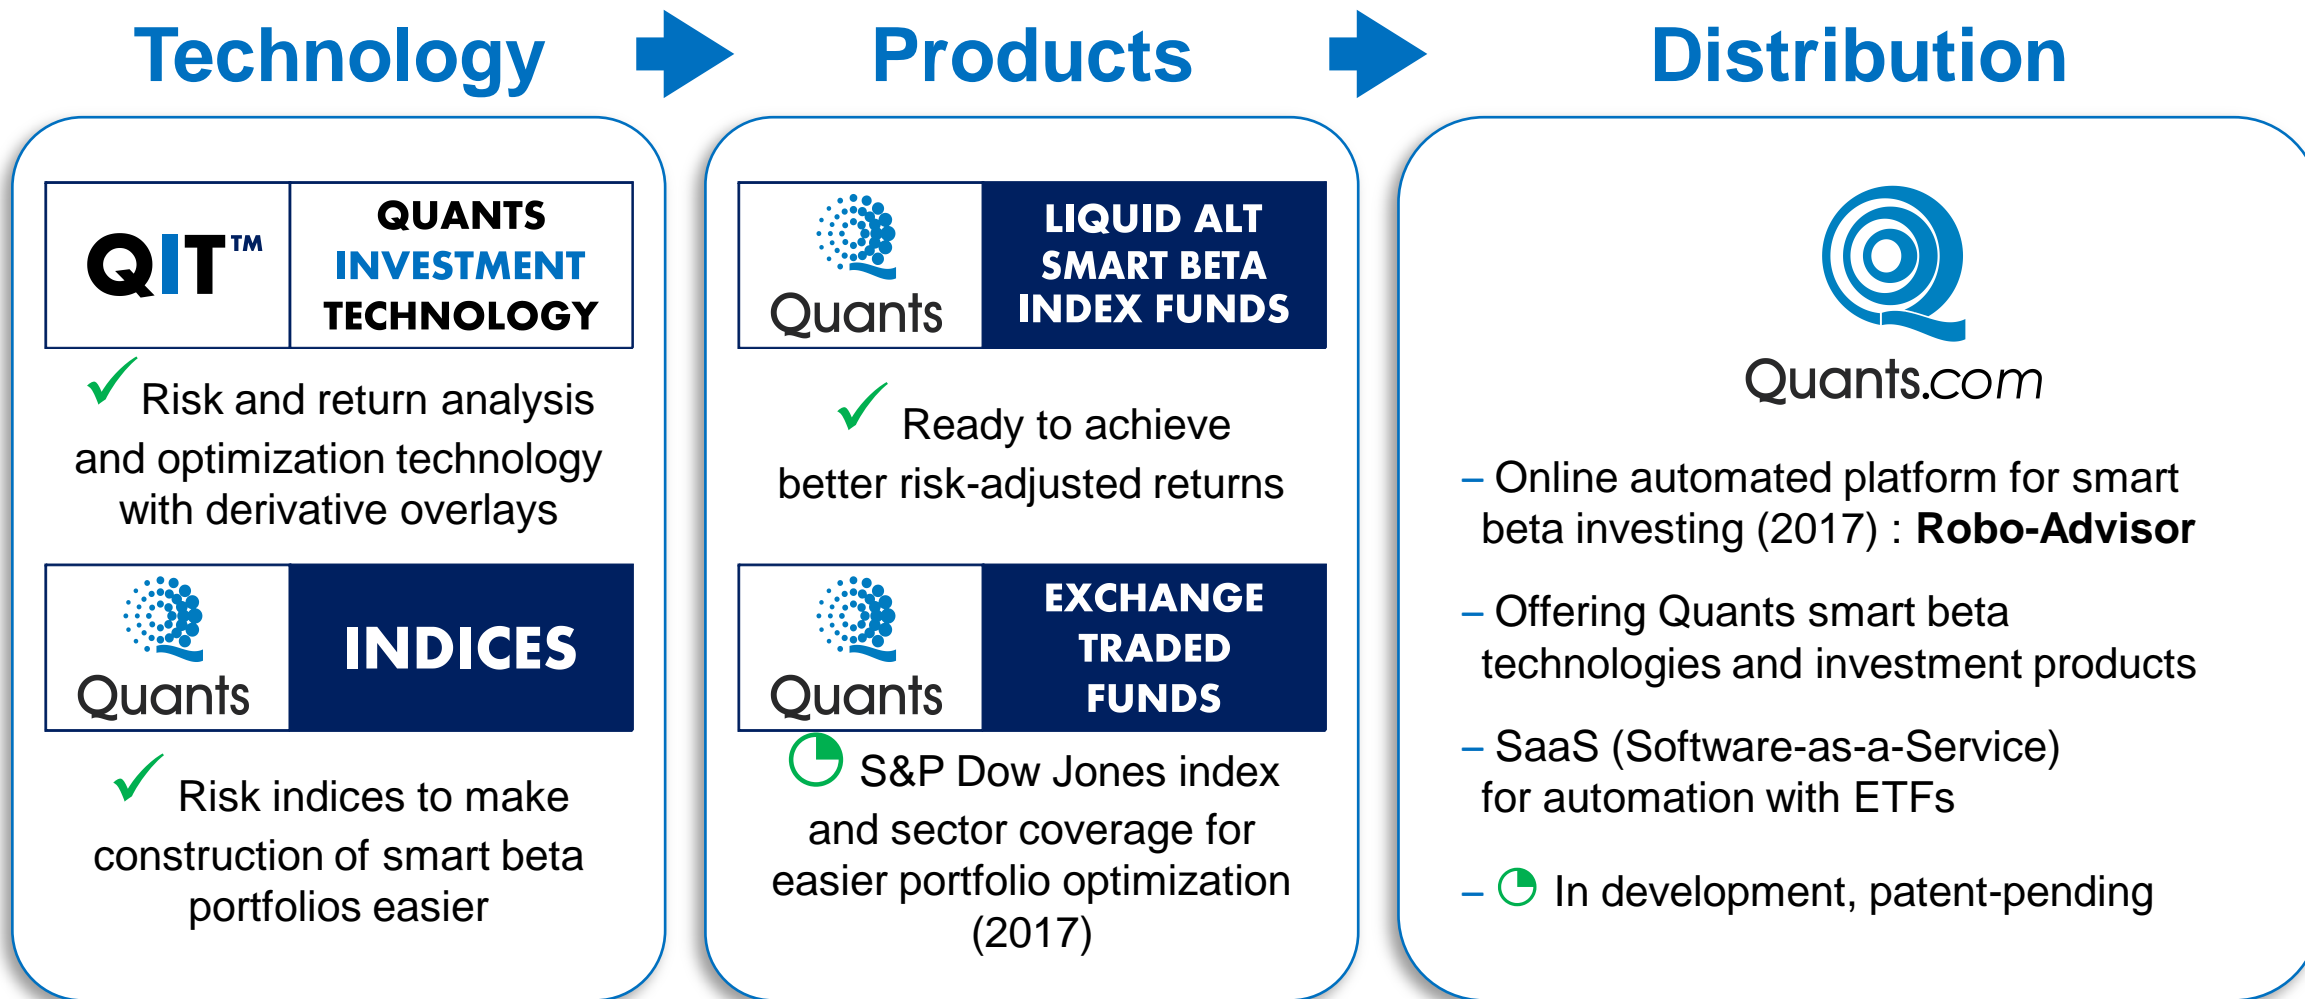 Technology
Products
Distribution
QIT™
QUANTS
INVESTMENT
TECHNOLOGY
✓ Risk and return analysis
and optimization technology
with derivative overlays
Quants
INDICES
✓ Risk indices to make
construction of smart beta
portfolios easier
Quants
LIQUID ALT
SMART BETA
INDEX FUNDS
✓ Ready to achieve
better risk-adjusted returns
Quants
EXCHANGE
TRADED
FUNDS
S&P Dow Jones index
and sector coverage for
easier portfolio optimization
(2017)
Quants.com
– Online automated platform for smart
beta investing (2017) : Robo-Advisor
– Offering Quants smart beta
technologies and investment products
– SaaS (Software-as-a-Service)
for automation with ETFs
– In development, patent-pending